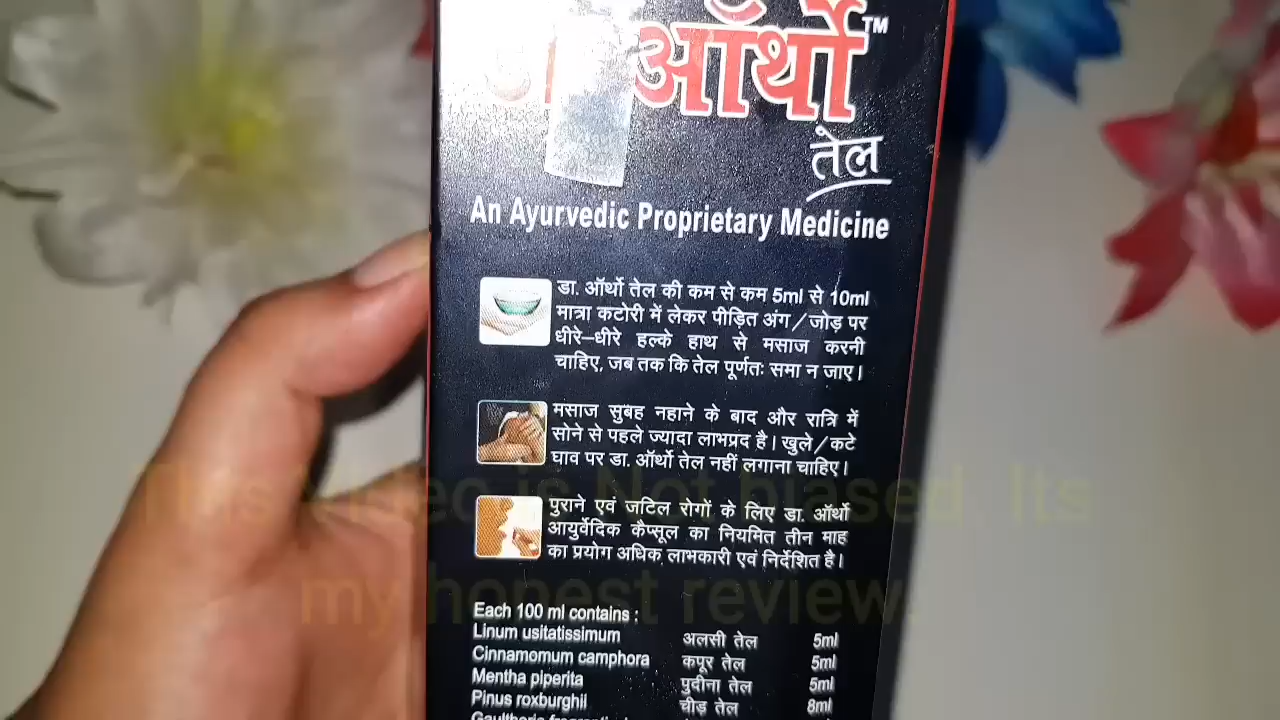 ऑर्थो™
तेल
An Ayurvedic Proprietary Medicine
डा. ऑर्थो तेल की कम से कम 5ml से 10ml
मात्रा कटोरी में लेकर पीड़ित अंग/जोड़ पर
धीरे–धीरे हल्के हाथ से मसाज करनी
चाहिए, जब तक कि तेल पूर्णतः समा न जाए।
मसाज सुबह नहाने के बाद और रात्रि में
सोने से पहले ज्यादा लाभप्रद है। खुले/कटे
घाव पर डा. ऑर्थो तेल नहीं लगाना चाहिए।
पुराने एवं जटिल रोगों के लिए डा. ऑर्थो
आयुर्वेदिक कैप्सूल का नियमित तीन माह
का प्रयोग अधिक लाभकारी एवं निर्देशित है।
This video is Not biased. Its
my honest review.
Each 100 ml contains :
Linum usitatissimum अलसी तेल 5ml
Cinnamomum camphora कपूर तेल 5ml
Mentha piperita पुदीना तेल 5ml
Pinus roxburghii चीड़ तेल 8ml
Gaultheria